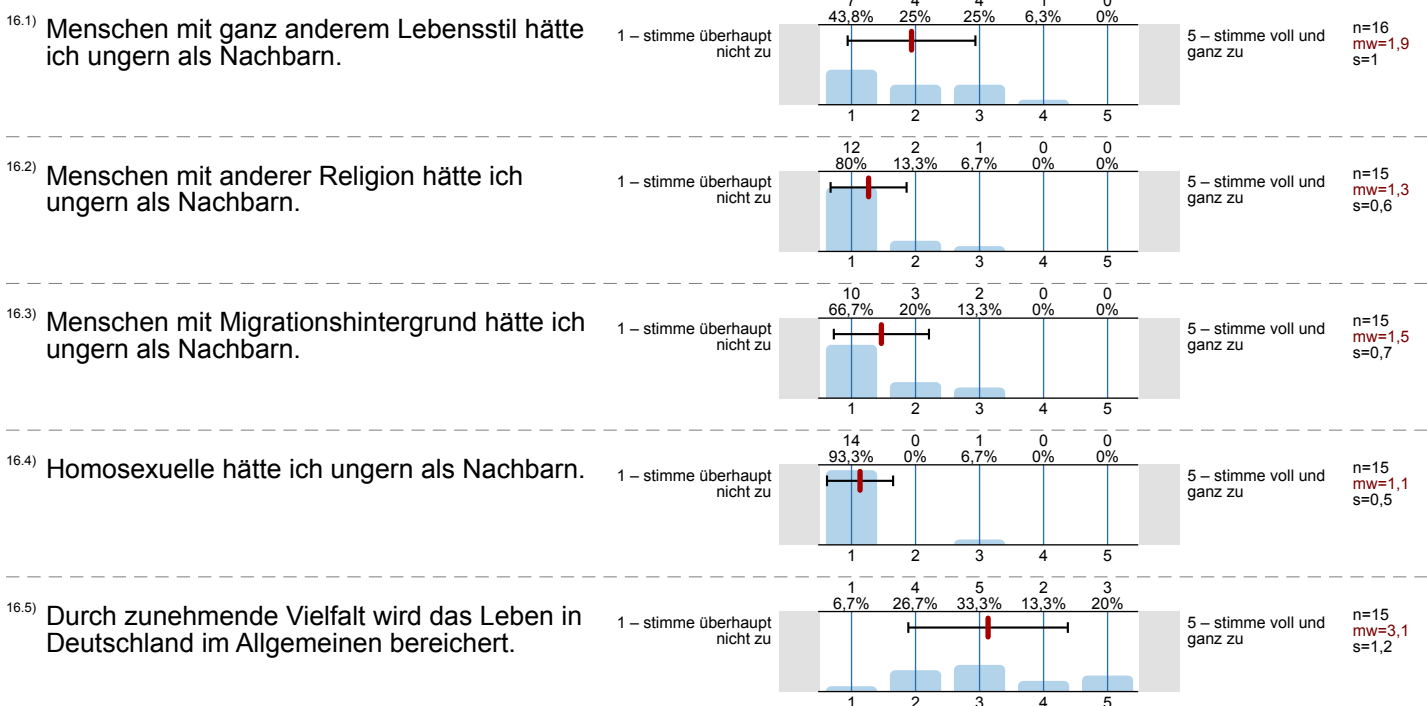 7 4 4 1 0
43,8% 25% 25% 6,3% 0%
16.1) Menschen mit ganz anderem Lebensstil hätte
ich ungern als Nachbarn.
1 – stimme überhaupt
nicht zu
5 – stimme voll und
ganz zu
n=16
mw=1,9
s=1
1 2 3 4 5
12 2 1 0 0
80% 13,3% 6,7% 0% 0%
16.2) Menschen mit anderer Religion hätte ich
ungern als Nachbarn.
1 – stimme überhaupt
nicht zu
5 – stimme voll und
ganz zu
n=15
mw=1,3
s=0,6
1 2 3 4 5
10 3 2 0 0
66,7% 20% 13,3% 0% 0%
16.3) Menschen mit Migrationshintergrund hätte ich
ungern als Nachbarn.
1 – stimme überhaupt
nicht zu
5 – stimme voll und
ganz zu
n=15
mw=1,5
s=0,7
1 2 3 4 5
14 0 1 0 0
93,3% 0% 6,7% 0% 0%
16.4) Homosexuelle hätte ich ungern als Nachbarn.
1 – stimme überhaupt
nicht zu
5 – stimme voll und
ganz zu
n=15
mw=1,1
s=0,5
1 2 3 4 5
1 4 5 2 3
6,7% 26,7% 33,3% 13,3% 20%
16.5) Durch zunehmende Vielfalt wird das Leben in
Deutschland im Allgemeinen bereichert.
1 – stimme überhaupt
nicht zu
5 – stimme voll und
ganz zu
n=15
mw=3,1
s=1,2
1 2 3 4 5